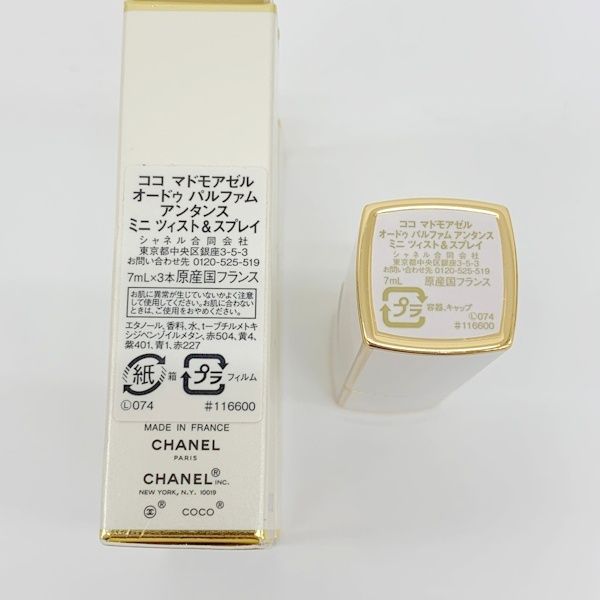 ココ マドモアゼル
オードゥ パルファム
アンタンス
ミニ ツィスト&スプレイ
シャネル合同会社
東京都中央区銀座3-5-3
お問い合わせ先 0120-525-519
7mL×3本 原産国フランス
お肌に異常が生じていないかよく注意
して使用してください。お肌に合わない
ときは、ご使用をおやめください。
エタノール、香料、水、t-ブチルメトキ
シジベンゾイルメタン、赤504、黄4、
紫401、青1、赤227
紙 箱 プラ フィルム
Ⓛ074 #116600
MADE IN FRANCE
CHANEL
PARIS
CHANEL® INC.
NEW YORK, N.Y. 10019
® COCO®
ココ マドモアゼル
オードゥ パルファム アンタンス
ミニ ツィスト&スプレイ
シャネル合同会社
東京都中央区銀座3-5-3
お問い合わせ先 0120-525-519
7mL 原産国フランス
プラ 容器、キャップ
Ⓛ074
#116600